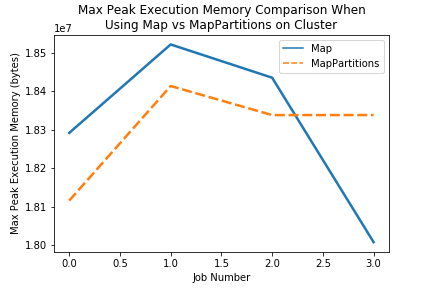 Max Peak Execution Memory Comparison When
Using Map vs MapPartitions on Cluster
1e7
Map
MapPartitions
Max Peak Execution Memory (bytes)
1.85
1.84
1.83
1.82
1.81
1.80
0.0 0.5 1.0 1.5 2.0 2.5 3.0
Job Number